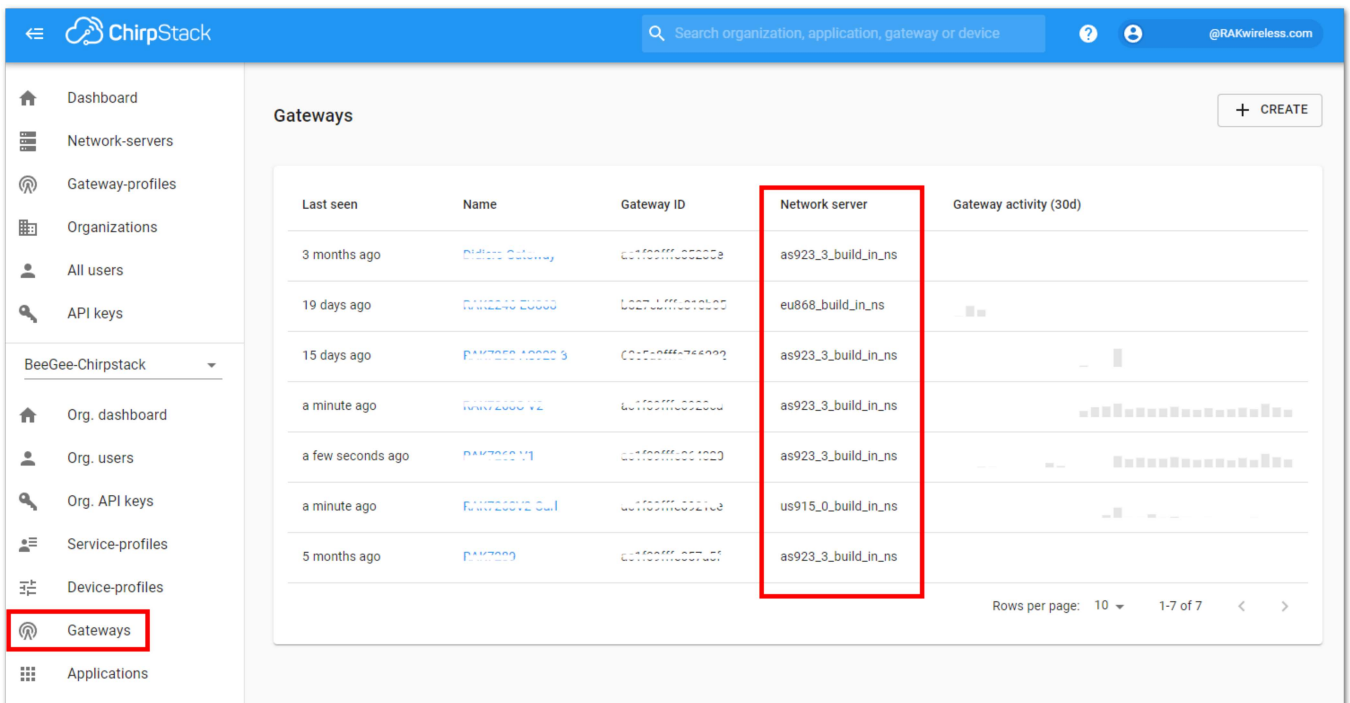 ChirpStack
Search organization, application, gateway or device
@RAKwireless.com
Dashboard
Network-servers
Gateway-profiles
Organizations
All users
API keys
BeeGee-Chirpstack
Org. dashboard
Org. users
Org. API keys
Service-profiles
Device-profiles
Gateways
Applications
Gateways
+ CREATE
Last seen Name Gateway ID Network server Gateway activity (30d)
3 months ago as923_3_build_in_ns
19 days ago eu868_build_in_ns
15 days ago as923_3_build_in_ns
a minute ago as923_3_build_in_ns
a few seconds ago as923_3_build_in_ns
a minute ago us915_0_build_in_ns
5 months ago as923_3_build_in_ns
Rows per page: 10 1-7 of 7